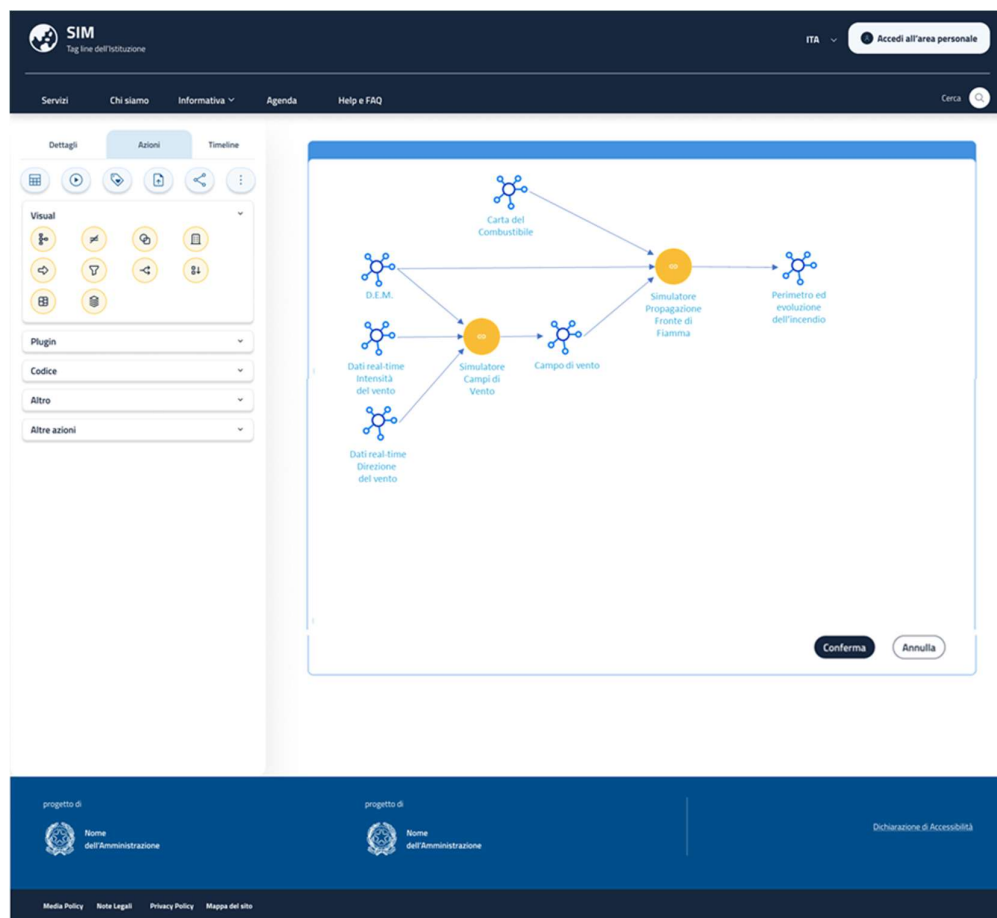 SIM
Tag line dell'Istituzione
ITA
Accedi all'area personale
Servizi
Chi siamo
Informativa
Agenda
Help e FAQ
Cerca
Dettagli
Azioni
Timeline
Visual
Plugin
Codice
Altro
Altre azioni
Carta del
Combustibile
D.E.M.
Simulatore
Propagazione
Fronte di
Fiamma
Perimetro ed
evoluzione
dell'incendio
Dati real-time
Intensità
del vento
Simulatore
Campi di
Vento
Campo di vento
Dati real-time
Direzione
del vento
Conferma
Annulla
progetto di
Nome
dell'Amministrazione
progetto di
Nome
dell'Amministrazione
Dichiarazione di Accessibilità
Media Policy
Note Legali
Privacy Policy
Mappa del sito